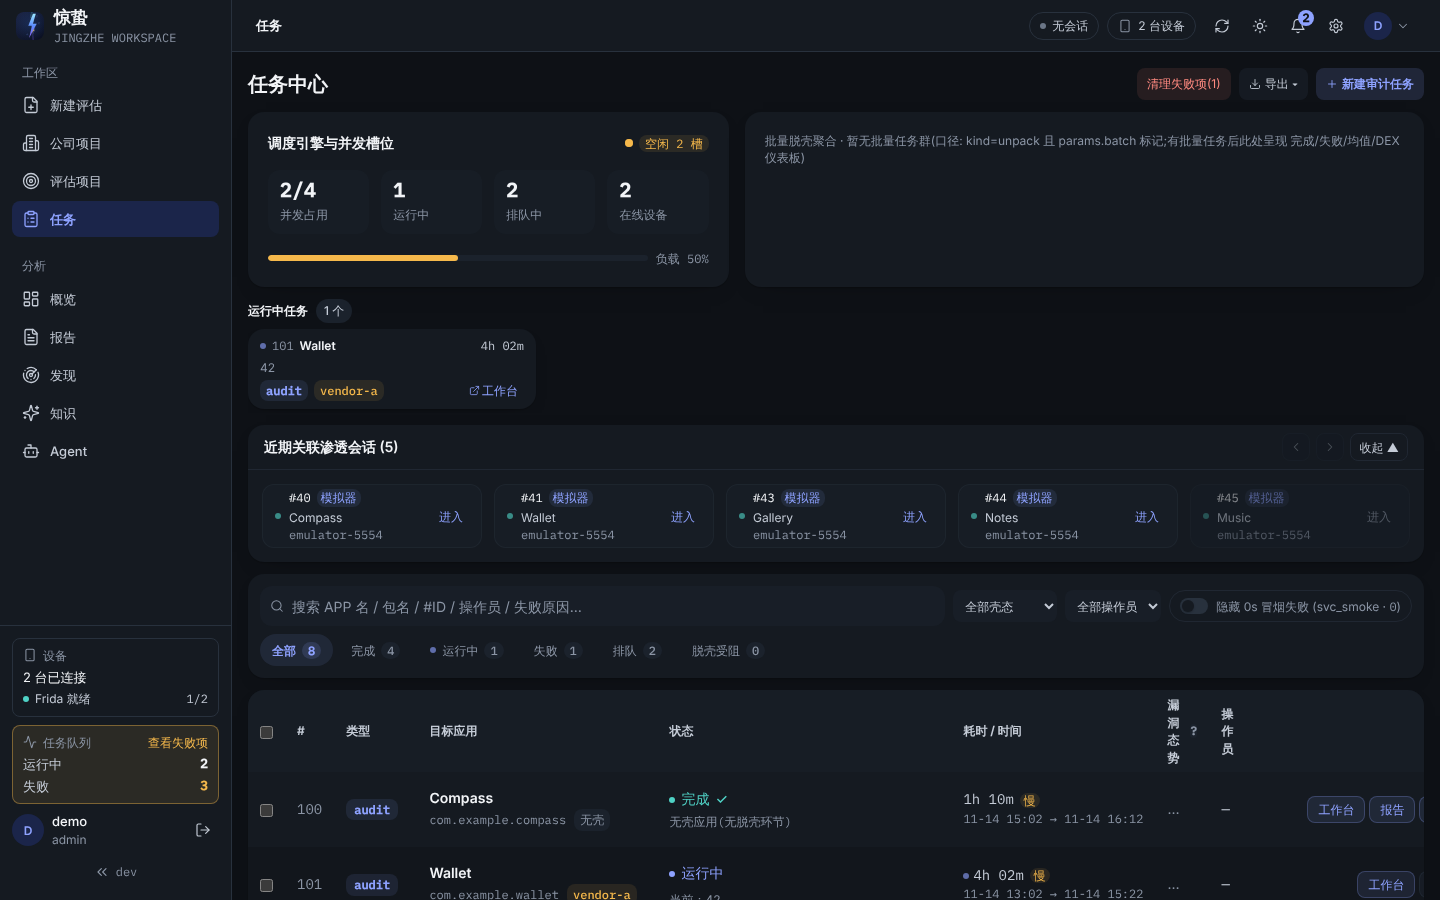 惊蛰
JINGZHE WORKSPACE
工作区
新建评估
公司项目
评估项目
任务
分析
概览
报告
发现
知识
Agent
设备
2 台已连接
Frida 就绪 1/2
任务队列 查看失败项
运行中 2
失败 3
D demo
admin
dev
任务
无会话
2 台设备
2
D
任务中心
清理失败项(1)
导出
+ 新建审计任务
调度引擎与并发槽位
空闲 2 槽
2/4
并发占用
1
运行中
2
排队中
2
在线设备
负载 50%
批量脱壳聚合 · 暂无批量任务群(口径: kind=unpack 且 params.batch 标记;有批量任务后此处呈现 完成/失败/均值/DEX
仪表板)
运行中任务 1 个
101 Wallet 4h 02m
42
audit vendor-a 工作台
近期关联渗透会话 (5)
收起 ▲
#40 模拟器
Compass 进入
emulator-5554
#41 模拟器
Wallet 进入
emulator-5554
#43 模拟器
Gallery 进入
emulator-5554
#44 模拟器
Notes 进入
emulator-5554
#45 模拟器
Music 进入
emulator-5554
搜索 APP 名 / 包名 / #ID / 操作员 / 失败原因...
全部壳态
全部操作员
隐藏 0s 冒烟失败 (svc_smoke · 0)
全部 8
完成 4
运行中 1
失败 1
排队 2
脱壳受阻 0
# 类型 目标应用 状态 耗时 / 时间 漏洞态势 ? 操作员
100 audit Compass 完成 ✓ 1h 10m 慢 ... — 工作台 报告
com.example.compass 无壳 无壳应用(无脱壳环节) 11-14 15:02 → 11-14 16:12
101 audit Wallet 运行中 4h 02m 慢 ... — 工作台
com.example.wallet vendor-a 当前 · 42 11-14 13:02 → 11-14 15:22